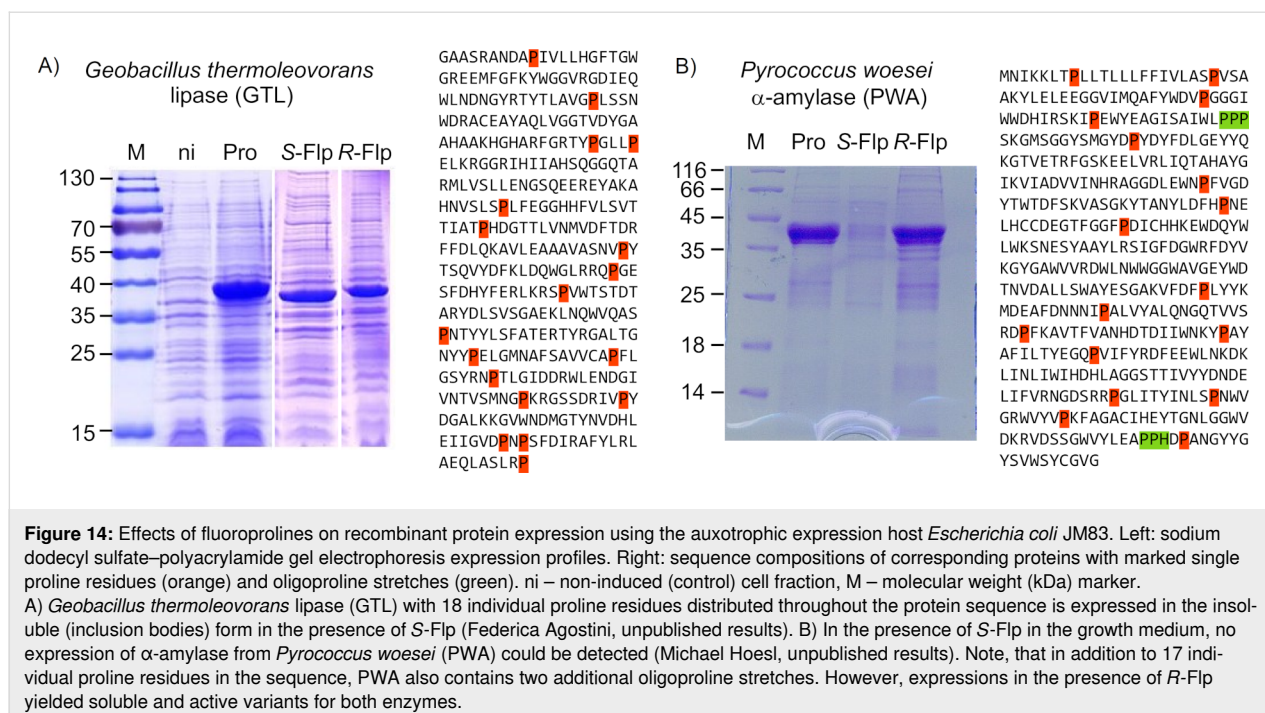 A)
Geobacillus thermoleovorans
lipase (GTL)
M ni Pro S-Flp R-Flp
130
70
55
40
35
25
15
GAASRANDAPIVLLHGFTGW
GREEMFGFKYWGGVRGDIEQ
WLNDNGYRTYTLAVGPLSSN
WDRACEAYAQLVGGTVDYGA
AHAAKHGHARFGRTYPGLLP
ELKRGGRIHIIAHSQGGQTA
RMLVSLLENGSQEEREYAKA
HNVSLSPLFEGGHHFVLSVT
TIATPHDGTTLVNMVDFTDR
FFDLQKAVLEAAAVASNVPY
TSQVYDFKLDQWGLRRQPGE
SFDHYFERLKRSPVWTSTDT
ARYDLSVSGAEKLNQWVQAS
PNTYYLSFATERTYRGALTG
NYYPELGMNAFSAVVCAPFL
GSYRNPTLGIDDRWLENDGI
VNTVSMNGPKRGSSDRIVPY
DGALKKGVWNDMGTYNVDHL
EIIGVDPNPSFDIRAFYLRL
AEQLASLRP
B)
Pyrococcus woesei
α-amylase (PWA)
M Pro S-Flp R-Flp
116
66
45
35
25
18
14
MNIKKLTPLLTLLLFFIVLASPVSA
AKYLELEEGGVIMQAFYWDVPGGGI
WWDHIRSKIPEWYEAGISAIWLPPP
SKGMSGGYSMGYDPYDYFDLGEYYQ
KGTVETRFGSKEELVRLIQTAHAYG
IKVIADVVINHRAGGDLEWNPFVGD
YTWTDFSKVASGKYTANYLDFHPNE
LHCCDEGTFGGFPDICHHKEWDQYW
LWKSNESYAAYLRSIGFDGWRFDYV
KGYGAWVVRDWLNWWGGWAVGEYWD
TNVDALLSWAYESGAKVFDFPLYYK
MDEAFDNNNIPALVYALQNGQTVVS
RDPFKAVTFVANHDTDIIWNKYPAY
AFILTYEGQPVIFYRDFEEWLNKDK
LINLIWIHDHLAGGSTTIVYYDNDE
LIFVRNGDSRRPGLITYINLSPNWV
GRWVYVPKFAGACIHEYTGNLGGWV
DKRVDSSGWVYLEAPPHDPANGYYG
YSVWSYCGVG
Figure 14: Effects of fluoroprolines on recombinant protein expression using the auxotrophic expression host Escherichia coli JM83. Left: sodium
dodecyl sulfate–polyacrylamide gel electrophoresis expression profiles. Right: sequence compositions of corresponding proteins with marked single
proline residues (orange) and oligoproline stretches (green). ni – non-induced (control) cell fraction, M – molecular weight (kDa) marker.
A) Geobacillus thermoleovorans lipase (GTL) with 18 individual proline residues distributed throughout the protein sequence is expressed in the insol-
uble (inclusion bodies) form in the presence of S-Flp (Federica Agostini, unpublished results). B) In the presence of S-Flp in the growth medium, no
expression of α-amylase from Pyrococcus woesei (PWA) could be detected (Michael Hoesl, unpublished results). Note, that in addition to 17 indi-
vidual proline residues in the sequence, PWA also contains two additional oligoproline stretches. However, expressions in the presence of R-Flp
yielded soluble and active variants for both enzymes.